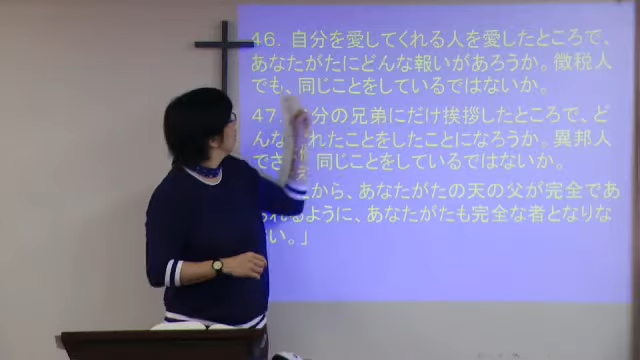 46．自分を愛してくれる人を愛したところで、
あなたがたにどんな報いがあろうか。徴税人
でも、同じことをしているではないか。
47．分の兄弟にだけ挨拶したところで、ど
んなれたことをしたことになろうか。異邦人
でさ、同じことをしているではないか。
から、あなたがたの天の父が完全であ
られるように、あなたがたも完全な者となりな
い。」